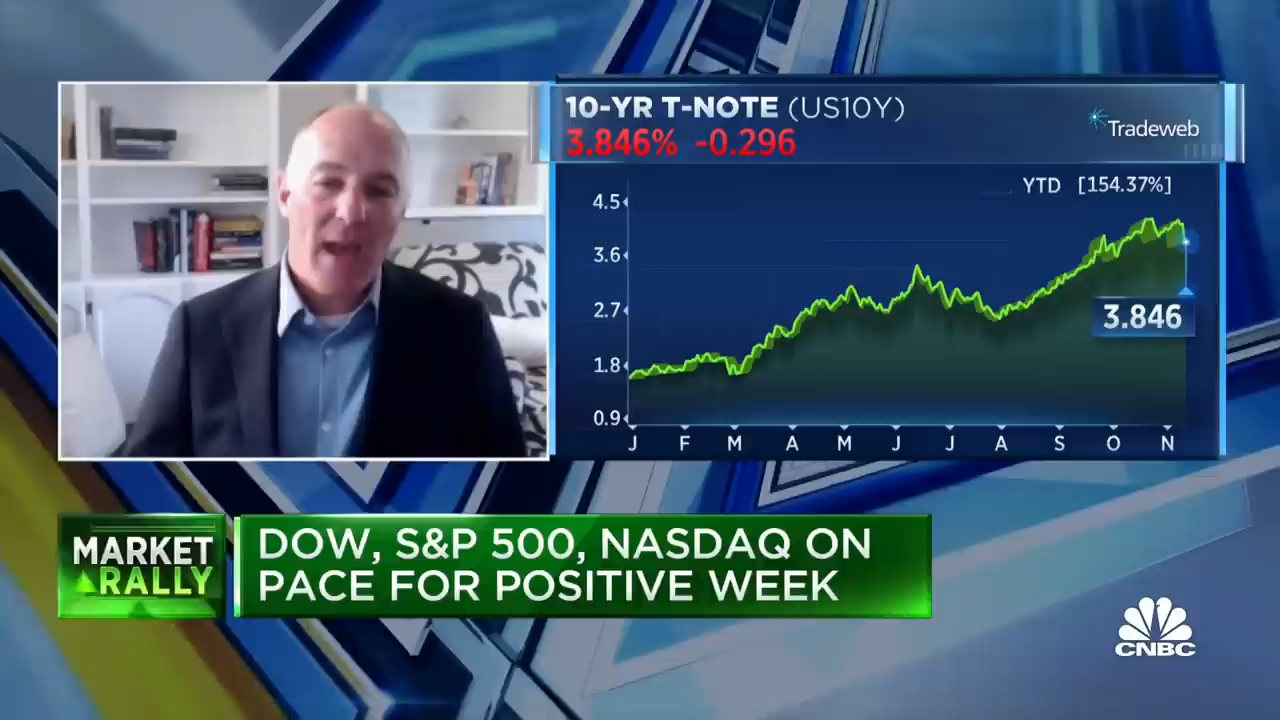 10-YR T-NOTE (US10Y)
3.846% -0.296
Tradeweb
YTD [154.37%]
4.5
3.6
2.7
1.8
0.9
3.846
J F M A M J J A S O N
MARKET
RALLY
DOW, S&P 500, NASDAQ ON
PACE FOR POSITIVE WEEK
CNBC